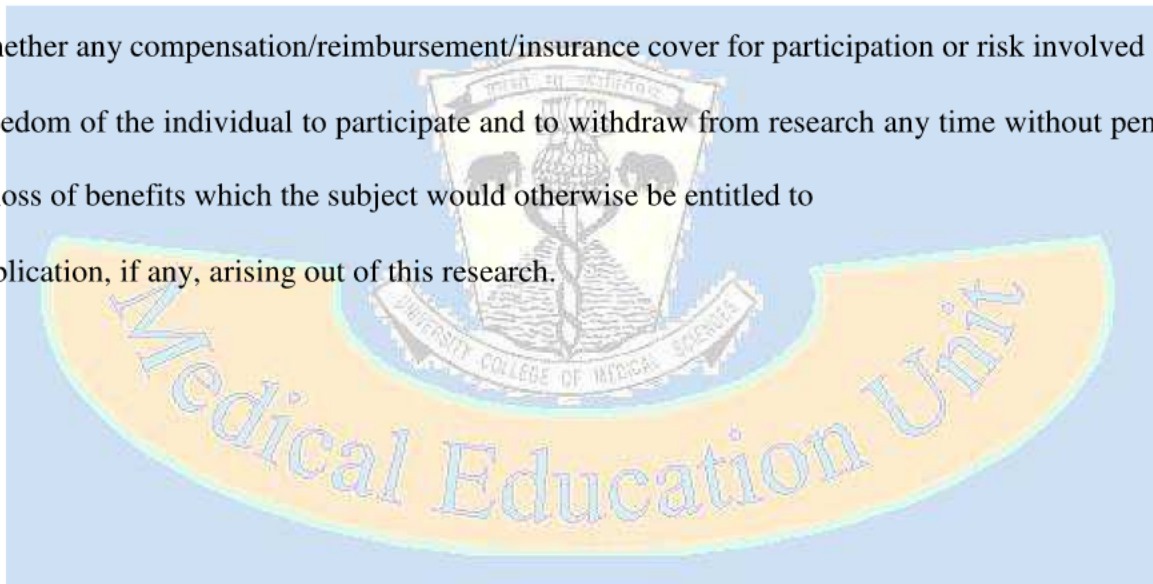 hether any compensation/reimbursement/insurance cover for participation or risk involved
edom of the individual to participate and to withdraw from research any time without pen
loss of benefits which the subject would otherwise be entitled to
blication, if any, arising out of this research.
UNIVERSITY COLLEGE OF MEDICAL SCIENCES
Medical Education Unit